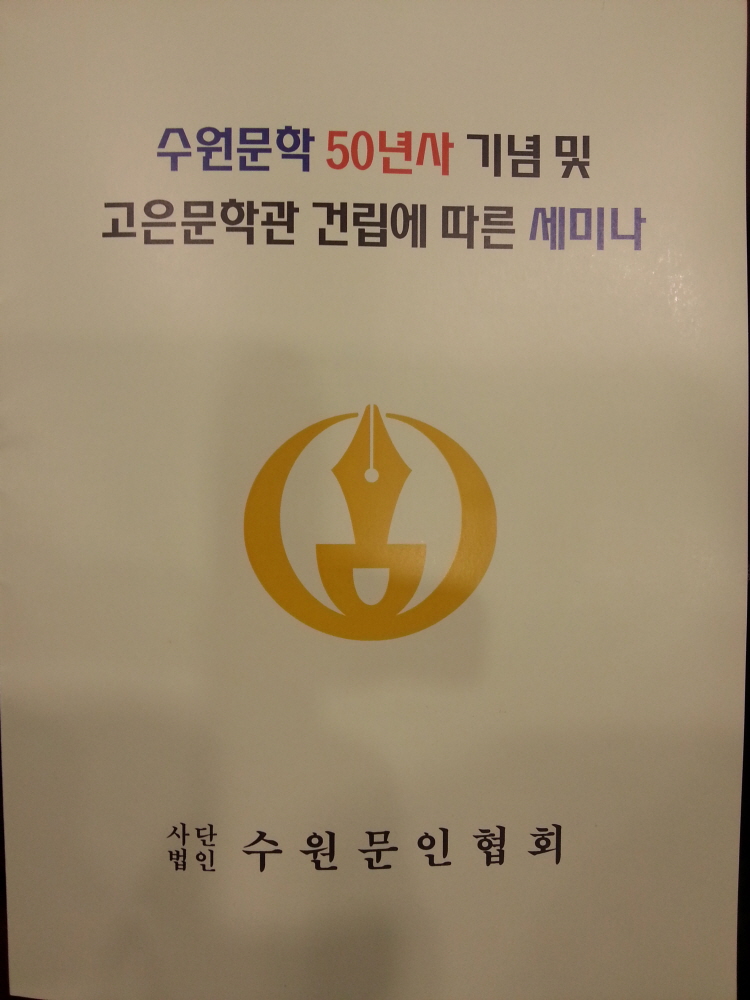 수원문학 50년사 기념 및
고은문학관 건립에 따른 세미나
사단
법인 수원문인협회